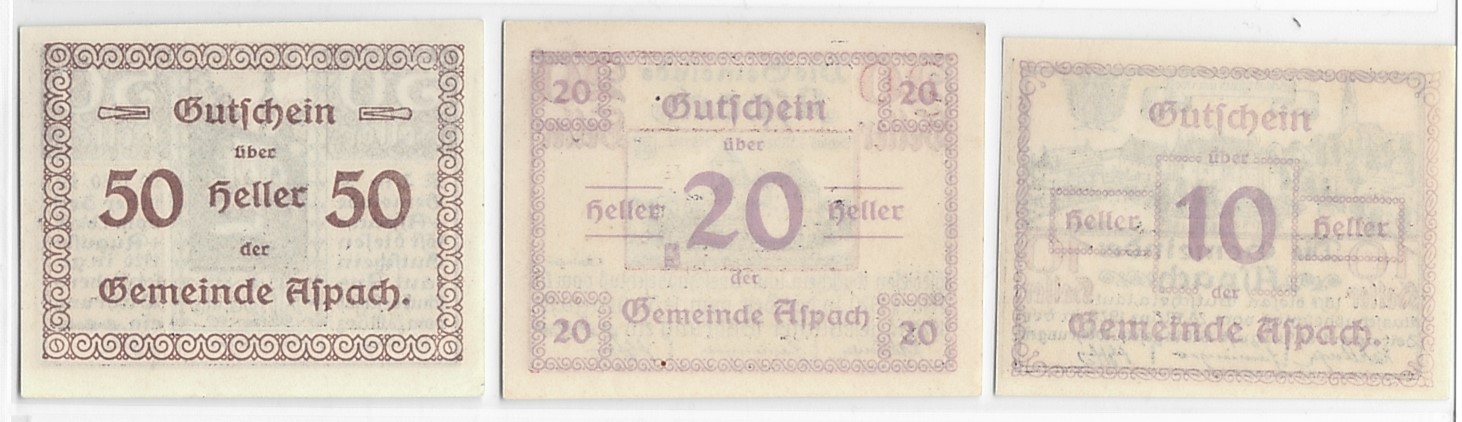 Gutschein
über
50 Heller 50
der
Gemeinde Aſpach.
20 20
Gutschein
über
Heller 20 Heller
der
Gemeinde Aſpach
20 20
Gutschein
über
Heller 10 Heller
der
Gemeinde Aſpach.